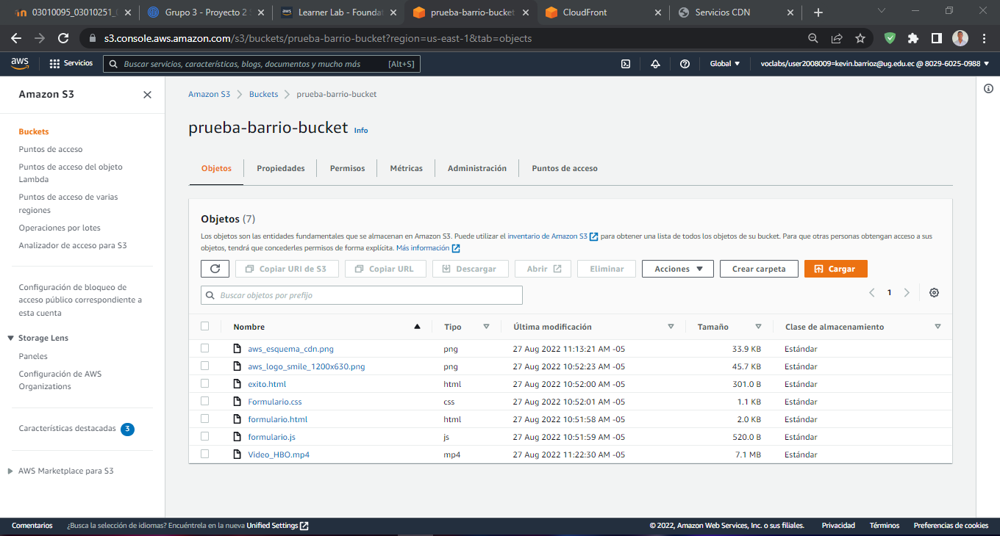 03010095_03010251_
Grupo 3 - Proyecto 2
Learner Lab - Founda
prueba-barrio-bucket
CloudFront
Servicios CDN
s3.console.aws.amazon.com/s3/buckets/prueba-barrio-bucket?region=us-east-1&tab=objects
aws
Servicios
Buscar servicios, características, blogs, documentos y mucho más [Alt+S]
Global
voclabs/user2008009=kevin.barrioz@ug.edu.ec @ 8029-6025-0988
Amazon S3
Buckets
Puntos de acceso
Puntos de acceso del objeto
Lambda
Puntos de acceso de varias
regiones
Operaciones por lotes
Analizador de acceso para S3
Configuración de bloqueo de
acceso público correspondiente a
esta cuenta
Storage Lens
Paneles
Configuración de AWS
Organizations
Características destacadas 3
AWS Marketplace para S3
Amazon S3 Buckets prueba-barrio-bucket
prueba-barrio-bucket Info
Objetos Propiedades Permisos Métricas Administración Puntos de acceso
Objetos (7)
Los objetos son las entidades fundamentales que se almacenan en Amazon S3. Puede utilizar el inventario de Amazon S3 para obtener una lista de todos los objetos de su bucket. Para que otras personas obtengan acceso a sus
objetos, tendrá que concederles permisos de forma explícita. Más información
Copiar URI de S3 Copiar URL Descargar Abrir Eliminar Acciones Crear carpeta Cargar
Buscar objetos por prefijo
1
Nombre Tipo Última modificación Tamaño Clase de almacenamiento
aws_esquema_cdn.png png 27 Aug 2022 11:13:21 AM -05 33.9 KB Estándar
aws_logo_smile_1200x630.png png 27 Aug 2022 10:52:23 AM -05 45.7 KB Estándar
exito.html html 27 Aug 2022 10:52:00 AM -05 301.0 B Estándar
Formulario.css css 27 Aug 2022 10:52:01 AM -05 1.1 KB Estándar
formulario.html html 27 Aug 2022 10:51:58 AM -05 2.0 KB Estándar
formulario.js js 27 Aug 2022 10:51:59 AM -05 520.0 B Estándar
Video_HBO.mp4 mp4 27 Aug 2022 11:22:30 AM -05 7.1 MB Estándar
Comentarios ¿Busca la selección de idiomas? Encuéntrela en la nueva Unified Settings
© 2022, Amazon Web Services, Inc. o sus filiales. Privacidad Términos Preferencias de cookies